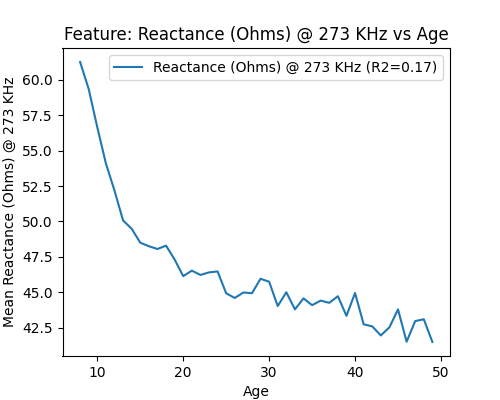 Feature: Reactance (Ohms) @ 273 KHz vs Age
Reactance (Ohms) @ 273 KHz (R2=0.17)
Mean Reactance (Ohms) @ 273 KHz
60.0
57.5
55.0
52.5
50.0
47.5
45.0
42.5
10 20 30 40 50
Age